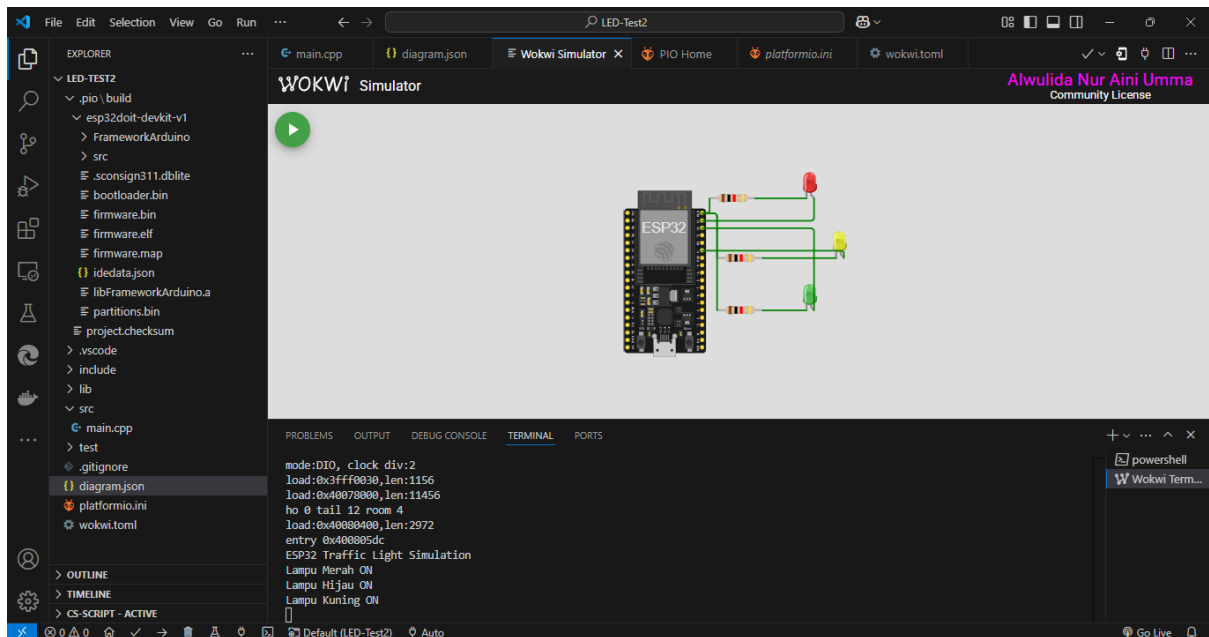 File Edit Selection View Go Run ··· LED-Test2
EXPLORER ···
LED-TEST2
.pio\build
esp32doit-devkit-v1
FrameworkArduino
src
.sconsign311.dblite
bootloader.bin
firmware.bin
firmware.elf
firmware.map
idedata.json
libFrameworkArduino.a
partitions.bin
project.checksum
.vscode
include
lib
src
main.cpp
test
.gitignore
diagram.json
platformio.ini
wokwi.toml
OUTLINE
TIMELINE
CS-SCRIPT - ACTIVE
main.cpp diagram.json Wokwi Simulator PIO Home platformio.ini wokwi.toml
WOKWi Simulator
Alwulida Nur Aini Umma
Community License
ESP32
PROBLEMS OUTPUT DEBUG CONSOLE TERMINAL PORTS
mode:DIO, clock div:2
load:0x3fff0030,len:1156
load:0x40078000,len:11456
ho 0 tail 12 room 4
load:0x40080400,len:2972
entry 0x400805dc
ESP32 Traffic Light Simulation
Lampu Merah ON
Lampu Hijau ON
Lampu Kuning ON
powershell
Wokwi Term...
0 0 0 Default (LED-Test2) Auto Go Live